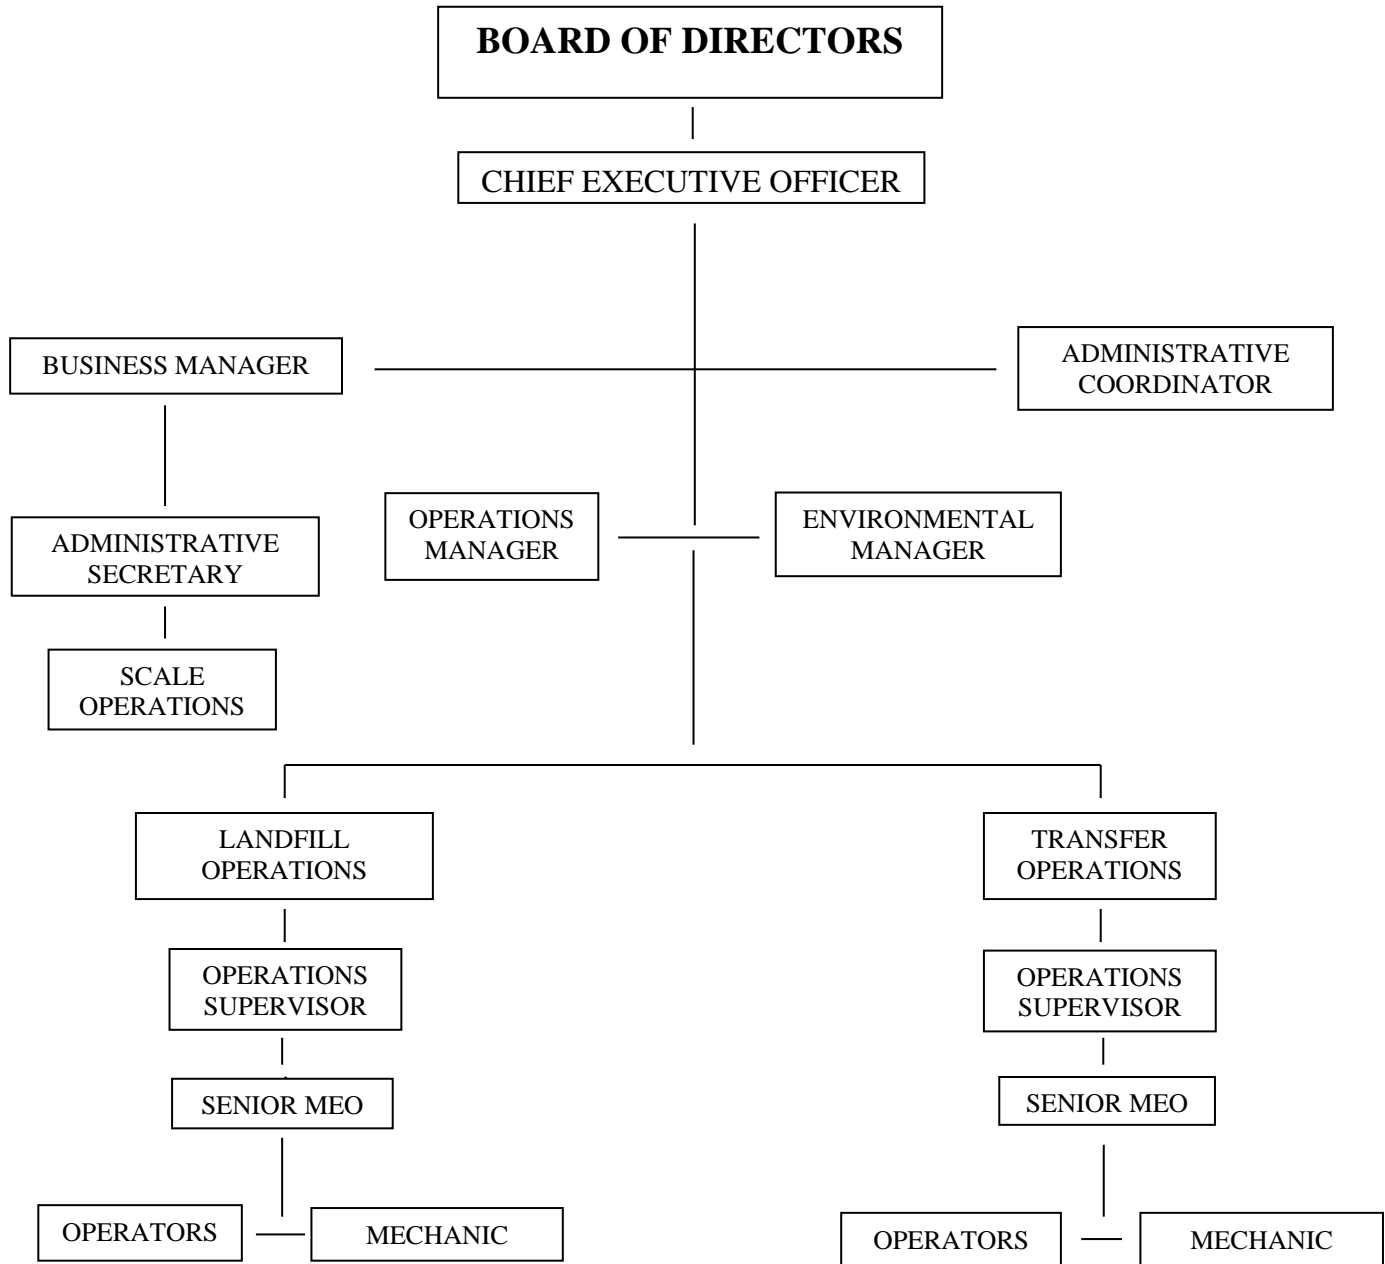 BOARD OF DIRECTORS
CHIEF EXECUTIVE OFFICER
BUSINESS MANAGER
ADMINISTRATIVE
COORDINATOR
OPERATIONS
MANAGER
ENVIRONMENTAL
MANAGER
ADMINISTRATIVE
SECRETARY
SCALE
OPERATIONS
LANDFILL
OPERATIONS
TRANSFER
OPERATIONS
OPERATIONS
SUPERVISOR
OPERATIONS
SUPERVISOR
SENIOR MEO
SENIOR MEO
OPERATORS
MECHANIC
OPERATORS
MECHANIC